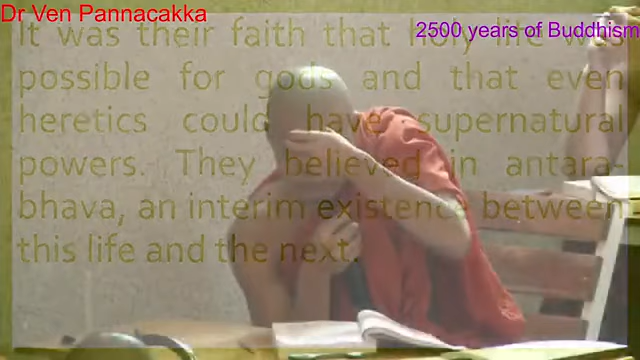 Dr Ven Pannacakka
2500 years of Buddhism
It was their faith that holy life was
possible for gods and that even
heretics could have supernatural
powers. They believed in antara-
bhava, an interim existence between
this life and the next.